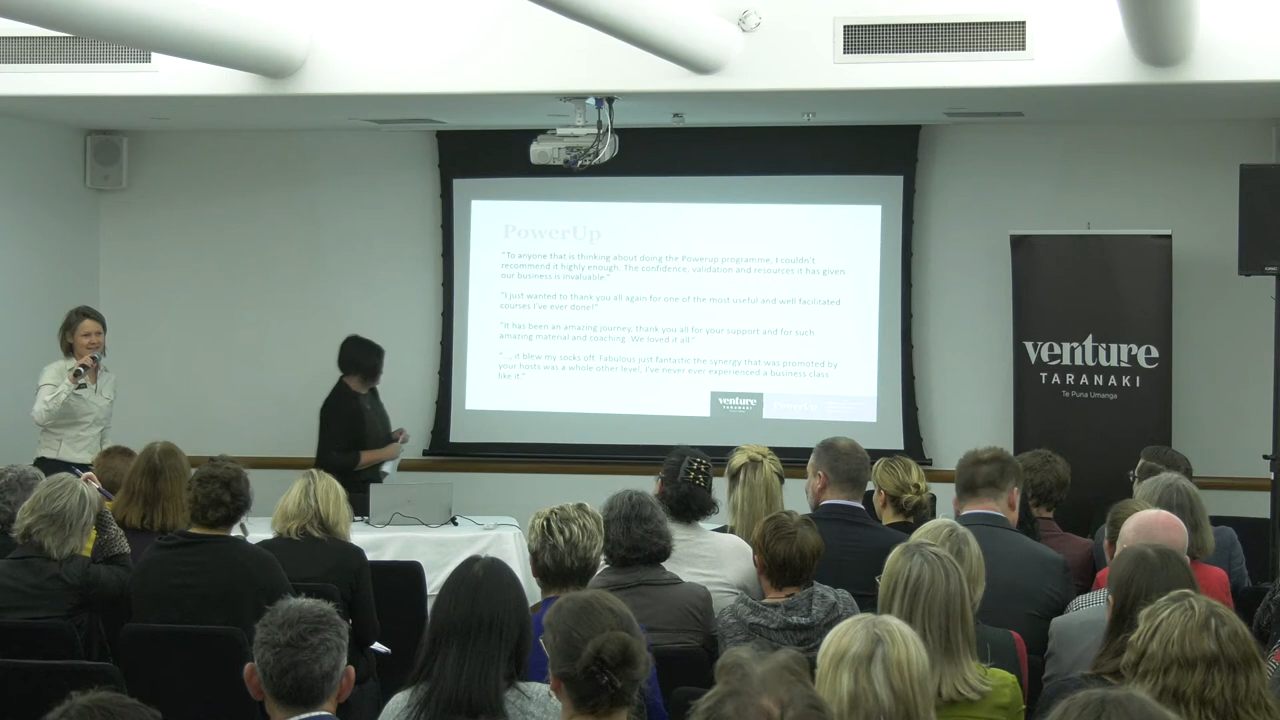 PowerUp
"To anyone that is thinking about doing the Powerup programme, I couldn't
recommend it highly enough. The confidence, validation and resources it has given
our business is invaluable."
"I just wanted to thank you all again for one of the most useful and well facilitated
courses I've ever done!"
"It has been an amazing journey, thank you all for your support and for such
amazing material and coaching. We loved it all."
"..., it blew my socks off. Fabulous just fantastic the synergy that was promoted by
your hosts was a whole other level, I've never ever experienced a business class
like it."
venture
TARANAKI
PowerUp
venture
TARANAKI
Te Puna Umanga